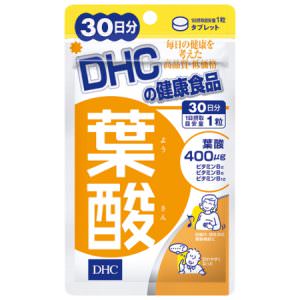 30日分
1日摂取目安量1粒
タブレット
毎日の健康を
考えた
高品質・低価格
DHC
の健康食品
30日分
1日摂取目安量
1粒
葉酸
よう
さん
葉酸
400μg
ビタミンB6
ビタミンB2
ビタミンB12
DHC